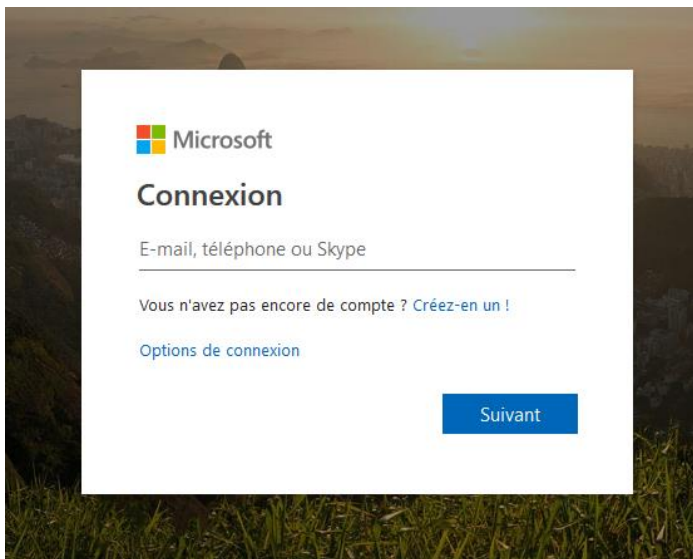 Microsoft
Connexion
E-mail, téléphone ou Skype
Vous n'avez pas encore de compte ? Créez-en un !
Options de connexion
Suivant